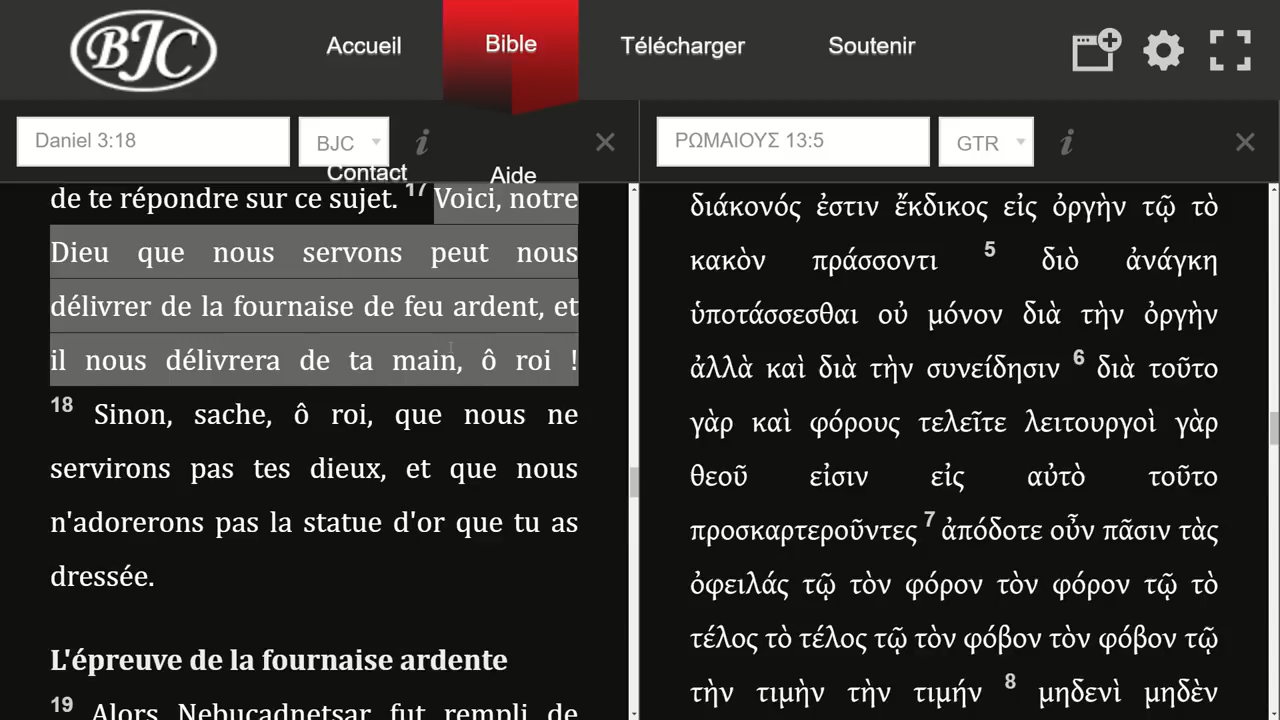 BJC
Accueil
Bible
Télécharger
Soutenir
Daniel 3:18
BJC
i
Contact
Aide
de te répondre sur ce sujet. 17 Voici, notre
Dieu que nous servons peut nous
délivrer de la fournaise de feu ardent, et
il nous délivrera de ta main, ô roi !
18 Sinon, sache, ô roi, que nous ne
servirons pas tes dieux, et que nous
n'adorerons pas la statue d'or que tu as
dressée.
L'épreuve de la fournaise ardente
19 Alors Nebucadnetsar fut rempli de
ΡΩΜΑΙΟΥΣ 13:5
GTR
i
διάκονός ἐστιν ἔκδικος εἰς ὀργὴν τῷ τὸ
κακὸν πράσσοντι 5 διὸ ἀνάγκη
ὑποτάσσεσθαι οὐ μόνον διὰ τὴν ὀργὴν
ἀλλὰ καὶ διὰ τὴν συνείδησιν 6 διὰ τοῦτο
γὰρ καὶ φόρους τελεῖτε λειτουργοὶ γὰρ
θεοῦ εἰσιν εἰς αὐτὸ τοῦτο
προσκαρτεροῦντες 7 ἀπόδοτε οὖν πᾶσιν τὰς
ὀφειλάς τῷ τὸν φόρον τὸν φόρον τῷ τὸ
τέλος τὸ τέλος τῷ τὸν φόβον τὸν φόβον τῷ
τὴν τιμὴν τὴν τιμήν 8 μηδενὶ μηδὲν